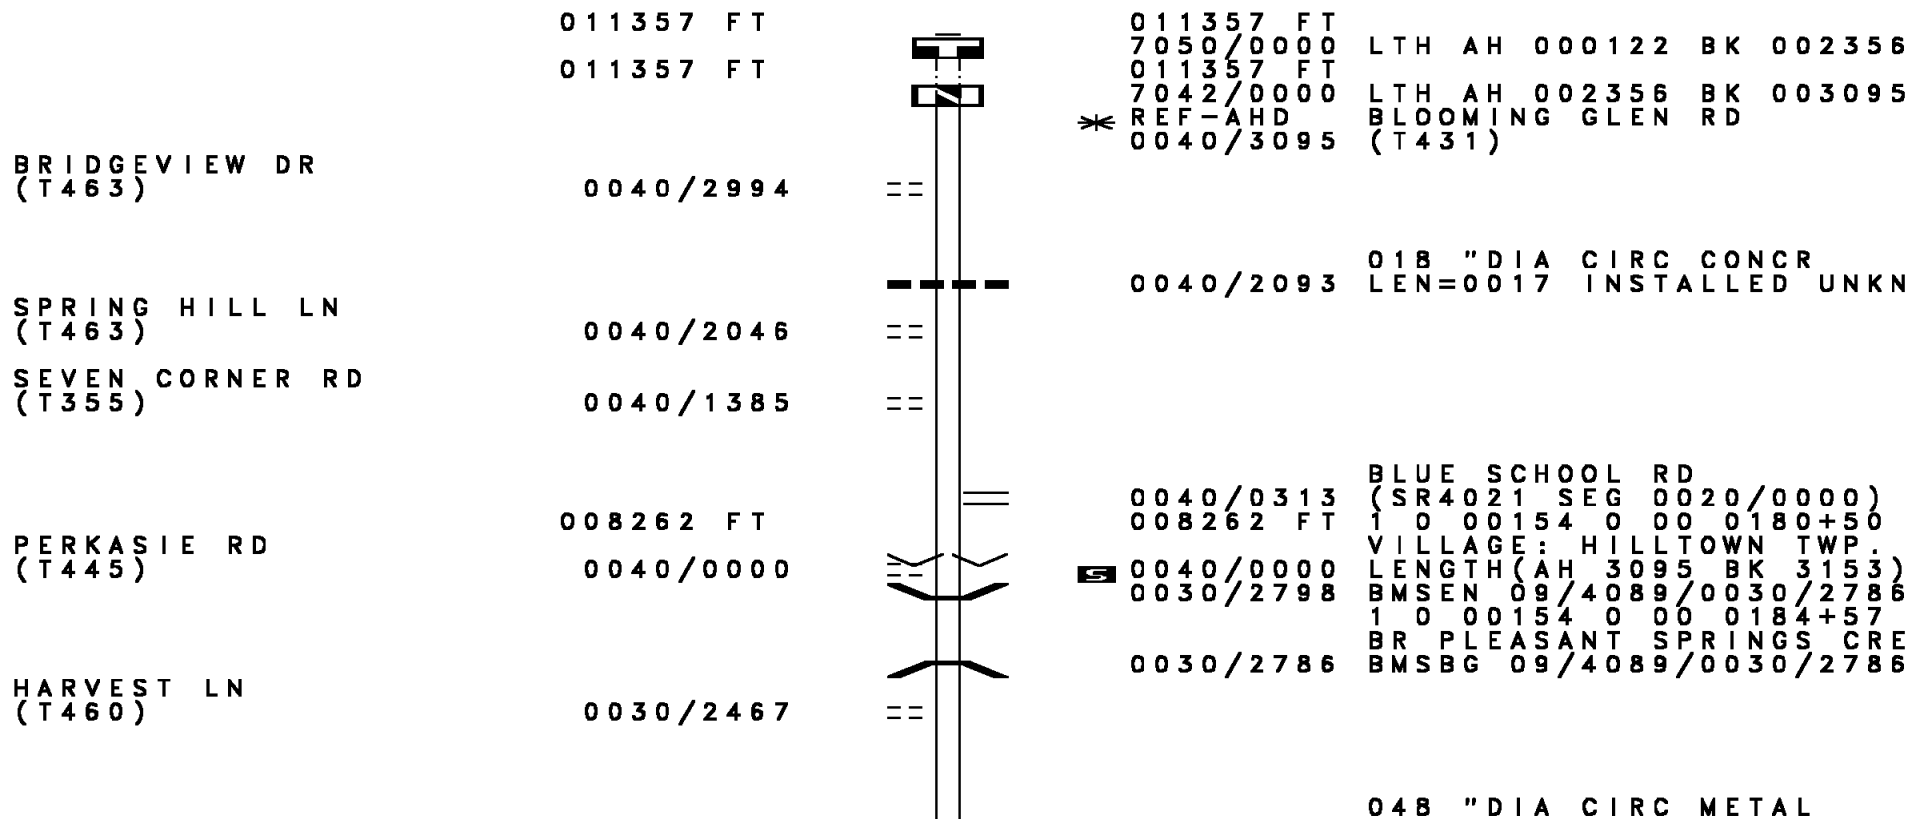 011357 FT 011357 FT
7050/0000 LTH AH 000122 BK 002356
011357 FT 011357 FT
7042/0000 LTH AH 002356 BK 003095
REF-AHD BLOOMING GLEN RD
0040/3095 (T431)
BRIDGEVIEW DR
(T463) 0040/2994
018 "DIA CIRC CONCR
0040/2093 LEN=0017 INSTALLED UNKN
SPRING HILL LN
(T463) 0040/2046
SEVEN CORNER RD
(T355) 0040/1385
BLUE SCHOOL RD
0040/0313 (SR4021 SEG 0020/0000)
008262 FT 008262 FT 1 0 00154 0 00 0180+50
PERKASIE RD VILLAGE: HILLTOWN TWP.
(T445) 0040/0000 S 0040/0000 LENGTH(AH 3095 BK 3153)
0030/2798 BMSEN 09/4089/0030/2786
1 0 00154 0 00 0184+57
BR PLEASANT SPRINGS CRE
0030/2786 BMSBG 09/4089/0030/2786
HARVEST LN
(T460) 0030/2467
048 "DIA CIRC METAL